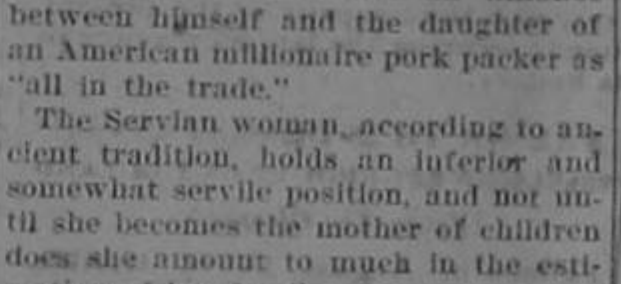 between himself and the daughter of
an American millionaire pork packer as
"all in the trade."
The Servian woman, according to an-
cient tradition, holds an inferior and
somewhat servile position, and not un-
til she becomes the mother of children
does she amount to much in the esti-